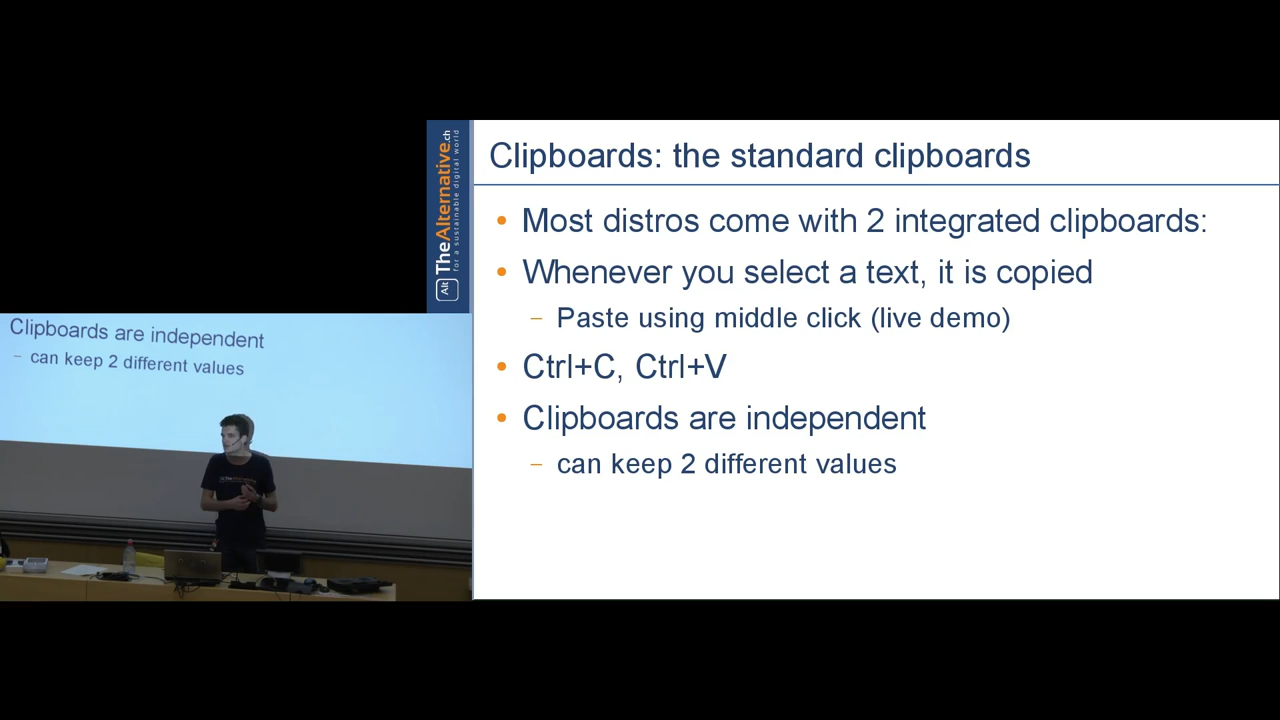 Alt TheAlternative.ch
for a sustainable digital world
Clipboards: the standard clipboards
• Most distros come with 2 integrated clipboards:
• Whenever you select a text, it is copied
– Paste using middle click (live demo)
• Ctrl+C, Ctrl+V
• Clipboards are independent
– can keep 2 different values
Clipboards are independent
– can keep 2 different values